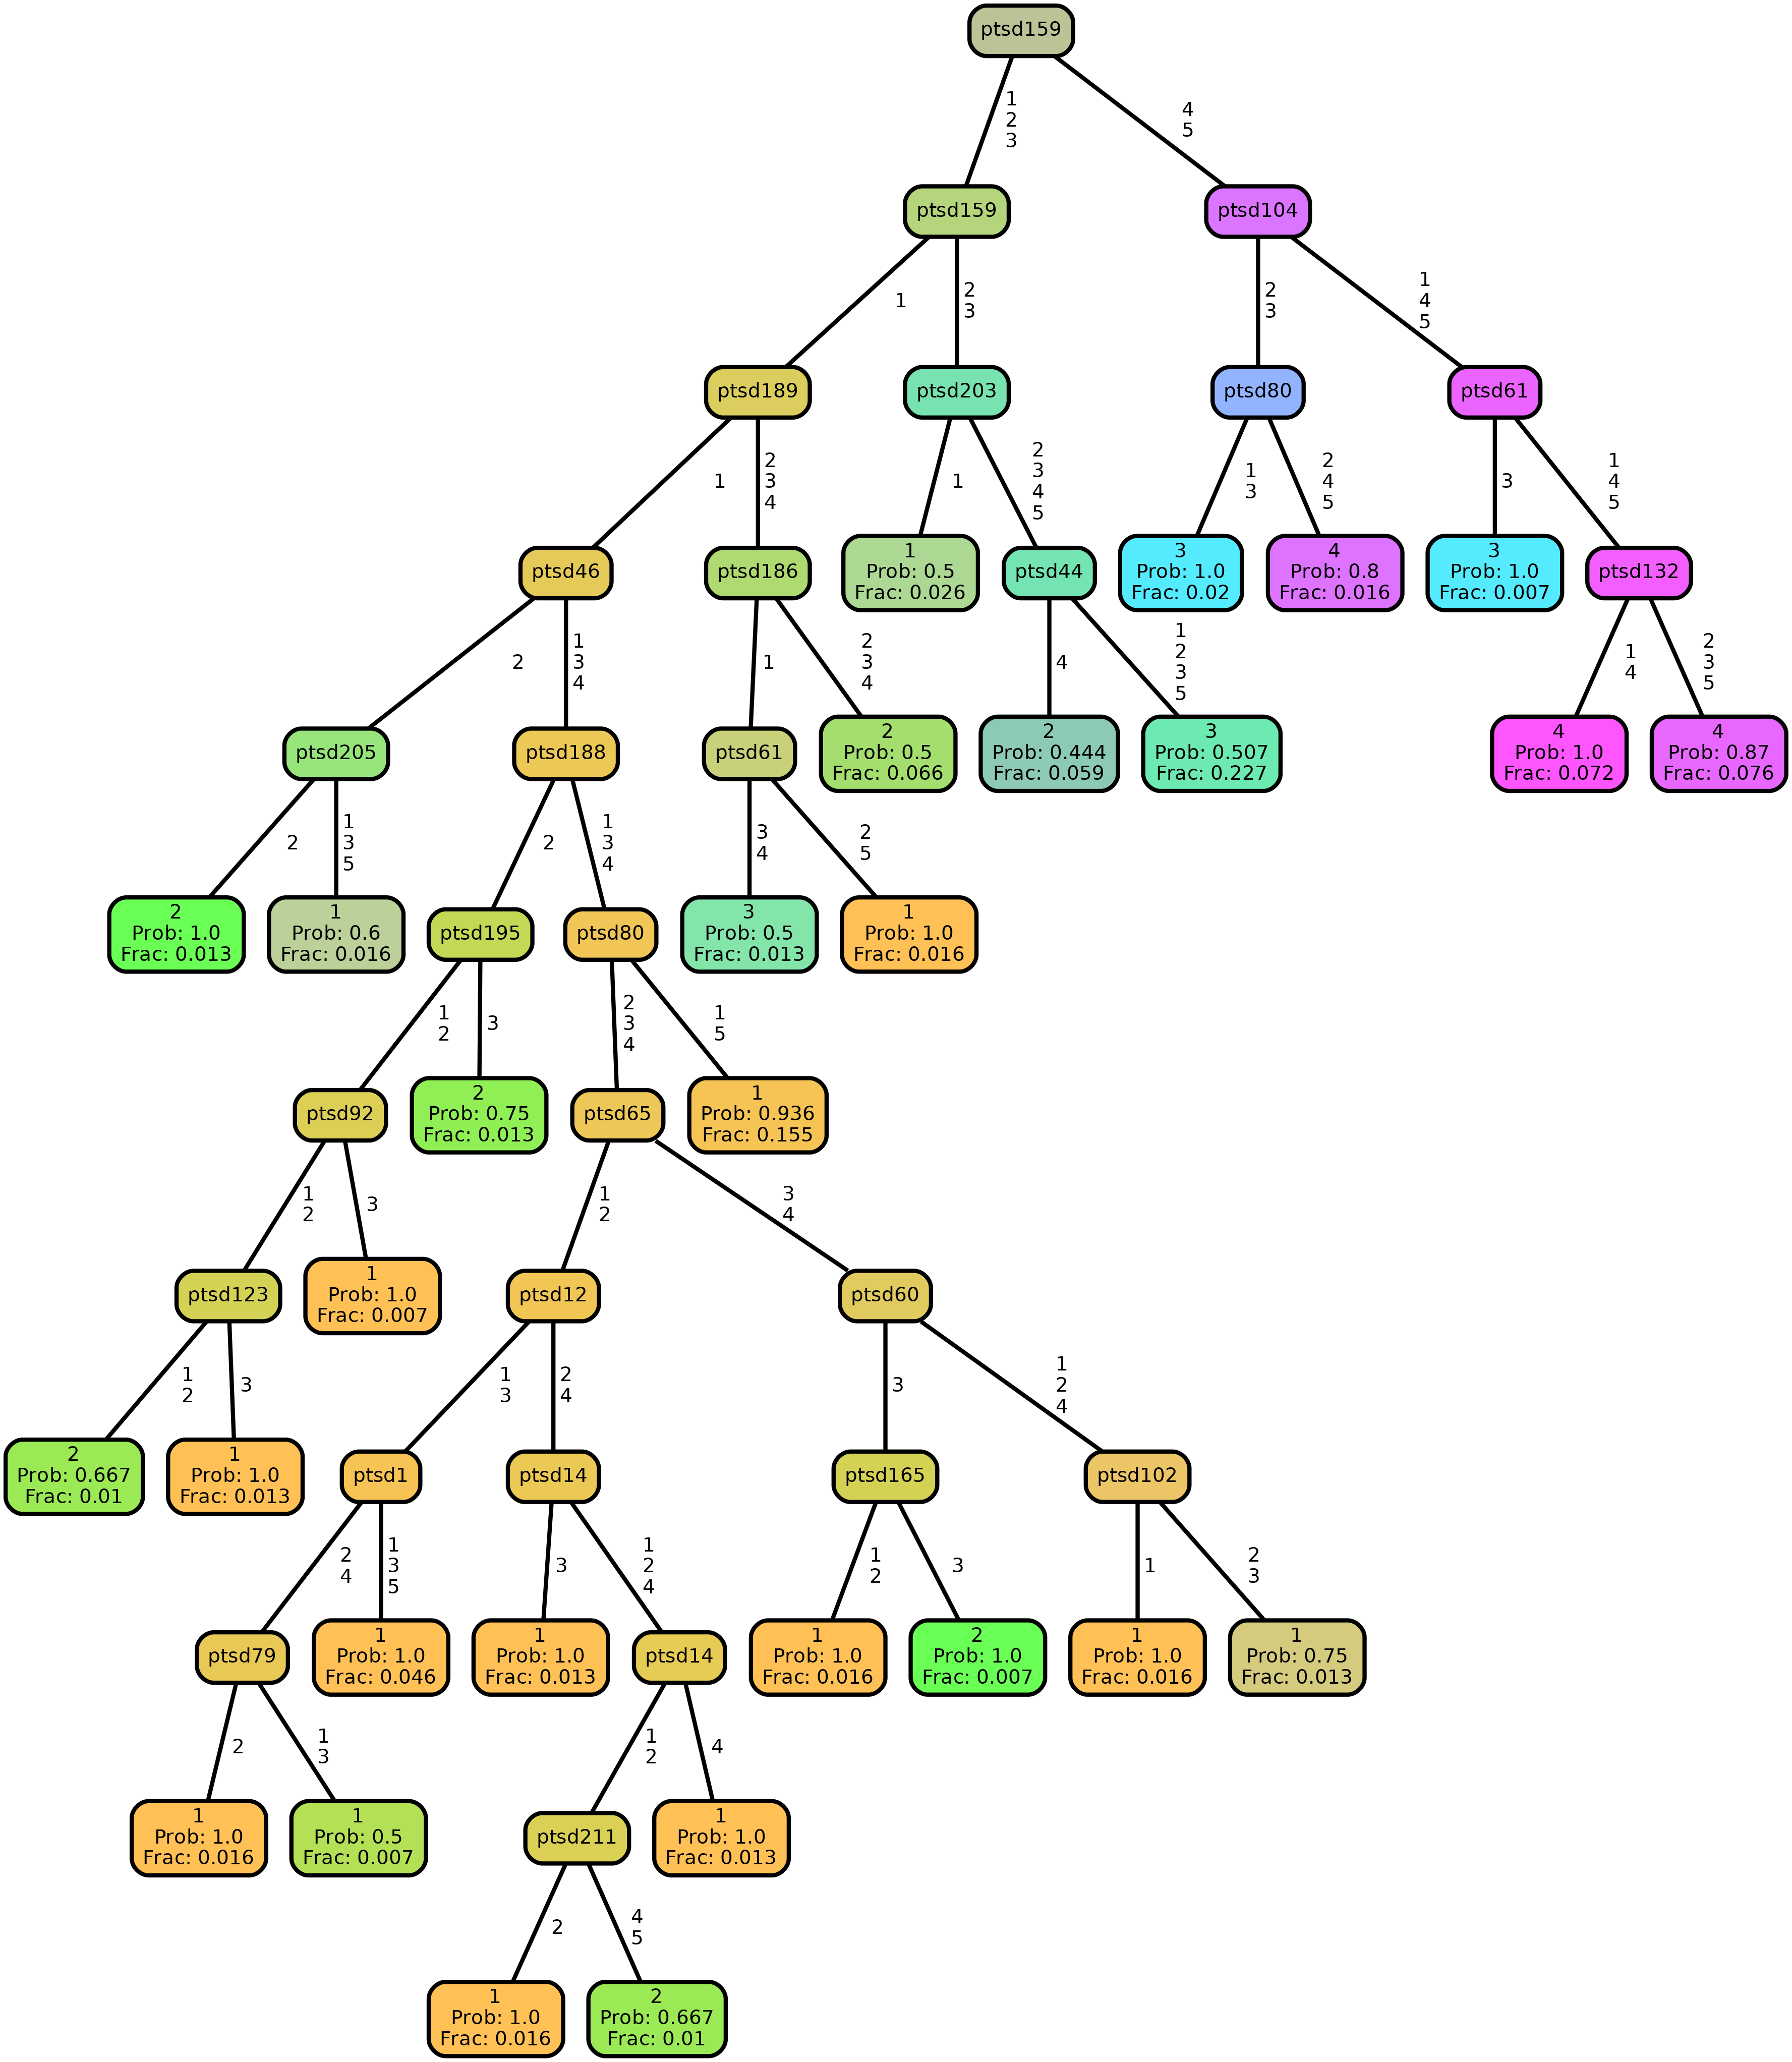 ptsd159
1
2
3
4
5
ptsd159
ptsd104
1
2
3
2
3
1
4
5
ptsd189
ptsd203
ptsd80
ptsd61
1
2
3
4
1
2
3
4
5
1
3
2
4
5
3
1
4
5
ptsd46
ptsd186
1
Prob: 0.5
Frac: 0.026
ptsd44
3
Prob: 1.0
Frac: 0.02
4
Prob: 0.8
Frac: 0.016
3
Prob: 1.0
Frac: 0.007
ptsd132
2
1
3
4
1
2
3
4
4
1
2
3
5
1
4
2
3
5
ptsd205
ptsd188
ptsd61
2
Prob: 0.5
Frac: 0.066
2
Prob: 0.444
Frac: 0.059
3
Prob: 0.507
Frac: 0.227
4
Prob: 1.0
Frac: 0.072
4
Prob: 0.87
Frac: 0.076
2
1
3
5
2
1
3
4
3
4
2
5
2
Prob: 1.0
Frac: 0.013
1
Prob: 0.6
Frac: 0.016
ptsd195
ptsd80
3
Prob: 0.5
Frac: 0.013
1
Prob: 1.0
Frac: 0.016
1
2
3
2
3
4
1
5
ptsd92
2
Prob: 0.75
Frac: 0.013
ptsd65
1
Prob: 0.936
Frac: 0.155
1
2
3
1
2
3
4
ptsd123
1
Prob: 1.0
Frac: 0.007
ptsd12
ptsd60
1
2
3
1
3
2
4
3
1
2
4
2
Prob: 0.667
Frac: 0.01
1
Prob: 1.0
Frac: 0.013
ptsd1
ptsd14
ptsd165
ptsd102
2
4
1
3
5
3
1
2
4
1
2
3
1
2
3
ptsd79
1
Prob: 1.0
Frac: 0.046
1
Prob: 1.0
Frac: 0.013
ptsd14
1
Prob: 1.0
Frac: 0.016
2
Prob: 1.0
Frac: 0.007
1
Prob: 1.0
Frac: 0.016
1
Prob: 0.75
Frac: 0.013
2
1
3
1
2
4
1
Prob: 1.0
Frac: 0.016
1
Prob: 0.5
Frac: 0.007
ptsd211
1
Prob: 1.0
Frac: 0.013
2
4
5
1
Prob: 1.0
Frac: 0.016
2
Prob: 0.667
Frac: 0.01